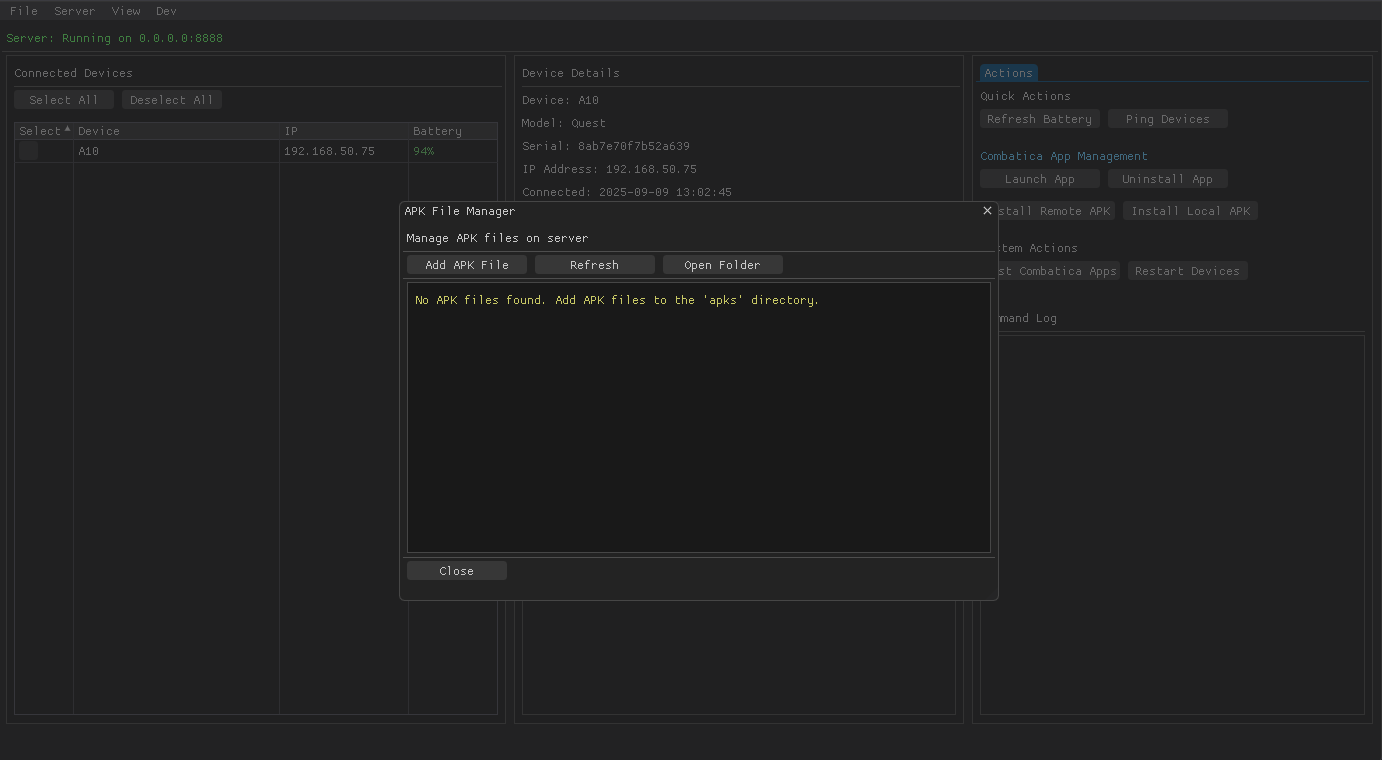 File Server View Dev
Server: Running on 0.0.0.0:8888
Connected Devices
Select All Deselect All
Select Device IP Battery
A10 192.168.50.75 94%
Device Details
Device: A10
Model: Quest
Serial: 8ab7e70f7b52a639
IP Address: 192.168.50.75
Connected: 2025-09-09 13:02:45
APK File Manager
Manage APK files on server
Add APK File Refresh Open Folder
No APK files found. Add APK files to the 'apks' directory.
Close
Actions
Quick Actions
Refresh Battery Ping Devices
Combatica App Management
Launch App Uninstall App
stall Remote APK Install Local APK
tem Actions
st Combatica Apps Restart Devices
mmand Log